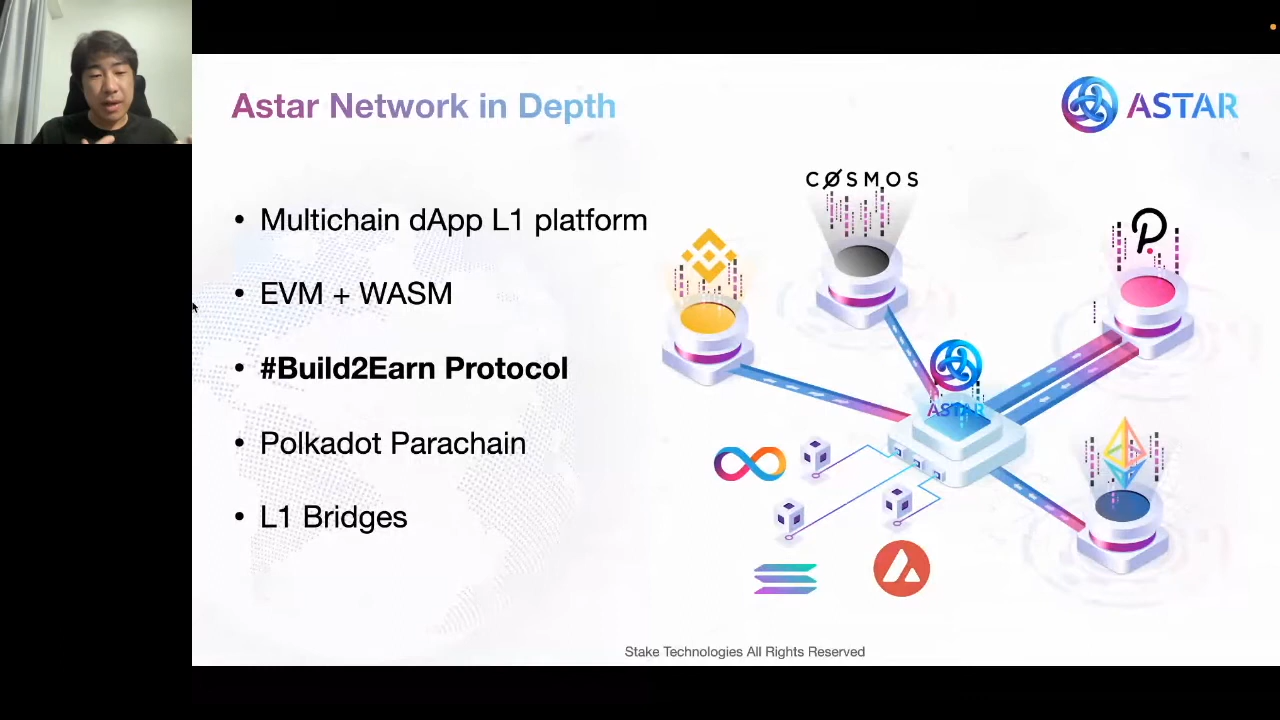 Astar Network in Depth
ASTAR
• Multichain dApp L1 platform
• EVM + WASM
• #Build2Earn Protocol
• Polkadot Parachain
• L1 Bridges
COSMOS
ASTAR
Stake Technologies All Rights Reserved